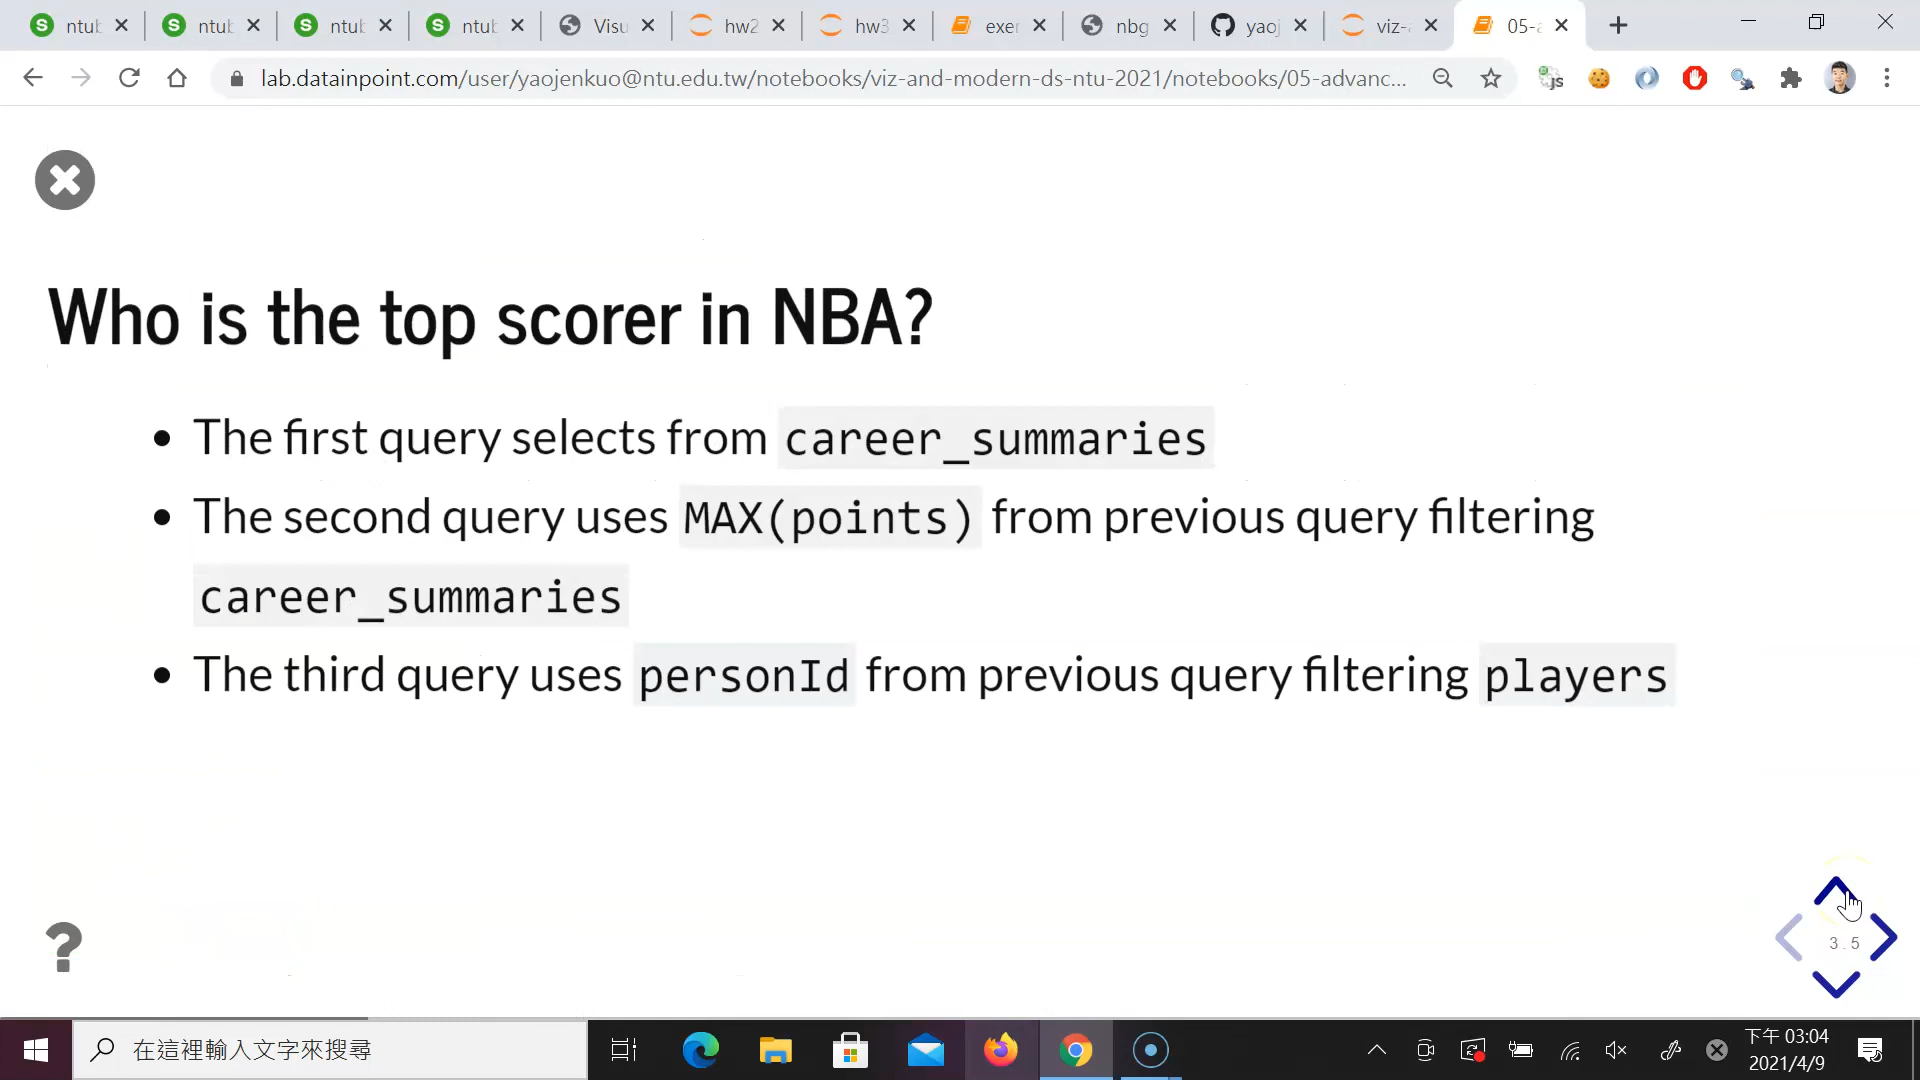 ntub
ntub
ntub
ntub
Visu
hw2
hw3
exer
nbg
yaoj
viz-a
05-a
lab.datainpoint.com/user/yaojenkuo@ntu.edu.tw/notebooks/viz-and-modern-ds-ntu-2021/notebooks/05-advanc...
Who is the top scorer in NBA?
The first query selects from career_summaries
The second query uses MAX(points) from previous query filtering
career_summaries
The third query uses personId from previous query filtering players
3.5
在這裡輸入文字來搜尋
下午 03:04
2021/4/9